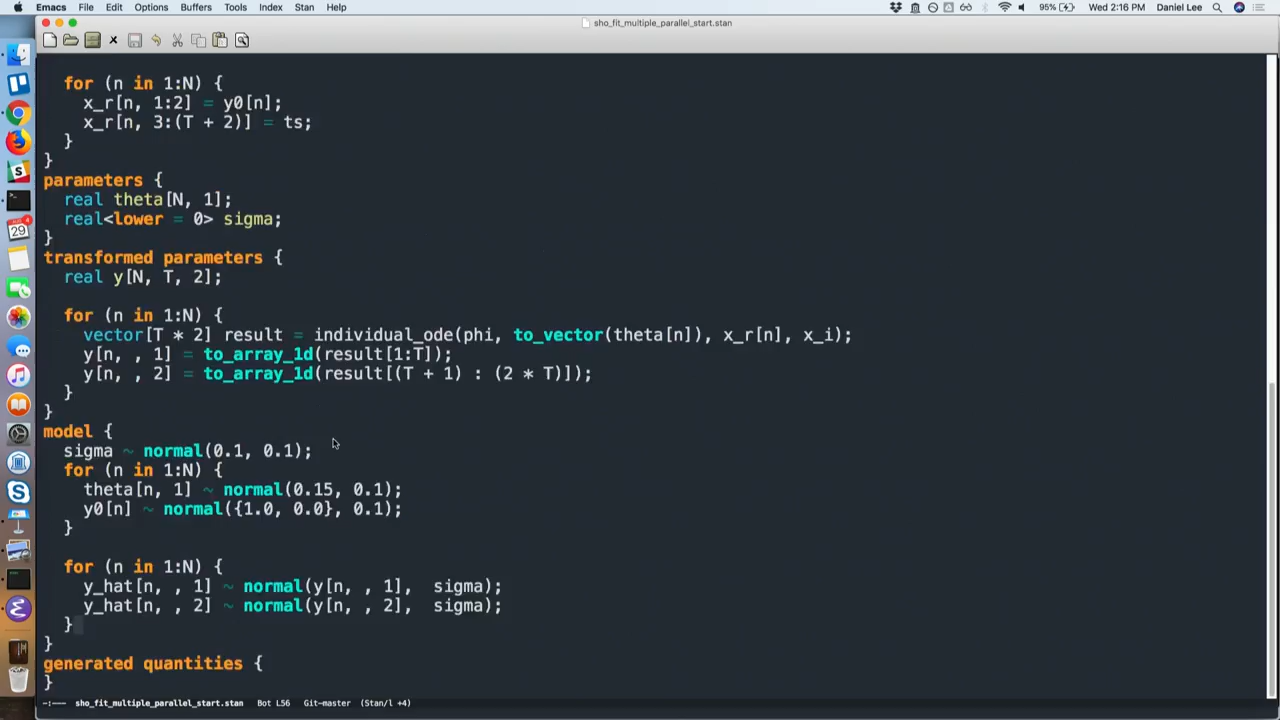 Emacs File Edit Options Buffers Tools Index Stan Help 95% Wed 2:16 PM Daniel Lee
sho_fit_multiple_parallel_start.stan
for (n in 1:N) {
x_r[n, 1:2] = y0[n];
x_r[n, 3:(T + 2)] = ts;
}
}
parameters {
real theta[N, 1];
real<lower = 0> sigma;
}
transformed parameters {
real y[N, T, 2];
for (n in 1:N) {
vector[T * 2] result = individual_ode(phi, to_vector(theta[n]), x_r[n], x_i);
y[n, , 1] = to_array_1d(result[1:T]);
y[n, , 2] = to_array_1d(result[(T + 1) : (2 * T)]);
}
}
model {
sigma ~ normal(0.1, 0.1);
for (n in 1:N) {
theta[n, 1] ~ normal(0.15, 0.1);
y0[n] ~ normal({1.0, 0.0}, 0.1);
}
for (n in 1:N) {
y_hat[n, , 1] ~ normal(y[n, , 1], sigma);
y_hat[n, , 2] ~ normal(y[n, , 2], sigma);
}
}
generated quantities {
}
-:--- sho_fit_multiple_parallel_start.stan Bot L56 Git-master (Stan/l +4)
29